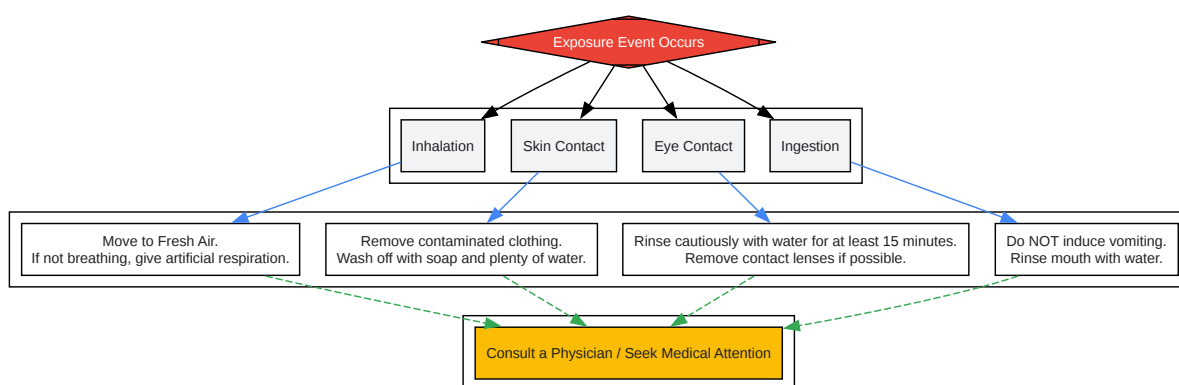 Exposure Event Occurs
Inhalation
Skin Contact
Eye Contact
Ingestion
Move to Fresh Air.
If not breathing, give artificial respiration.
Remove contaminated clothing.
Wash off with soap and plenty of water.
Rinse cautiously with water for at least 15 minutes.
Remove contact lenses if possible.
Do NOT induce vomiting.
Rinse mouth with water.
Consult a Physician / Seek Medical Attention